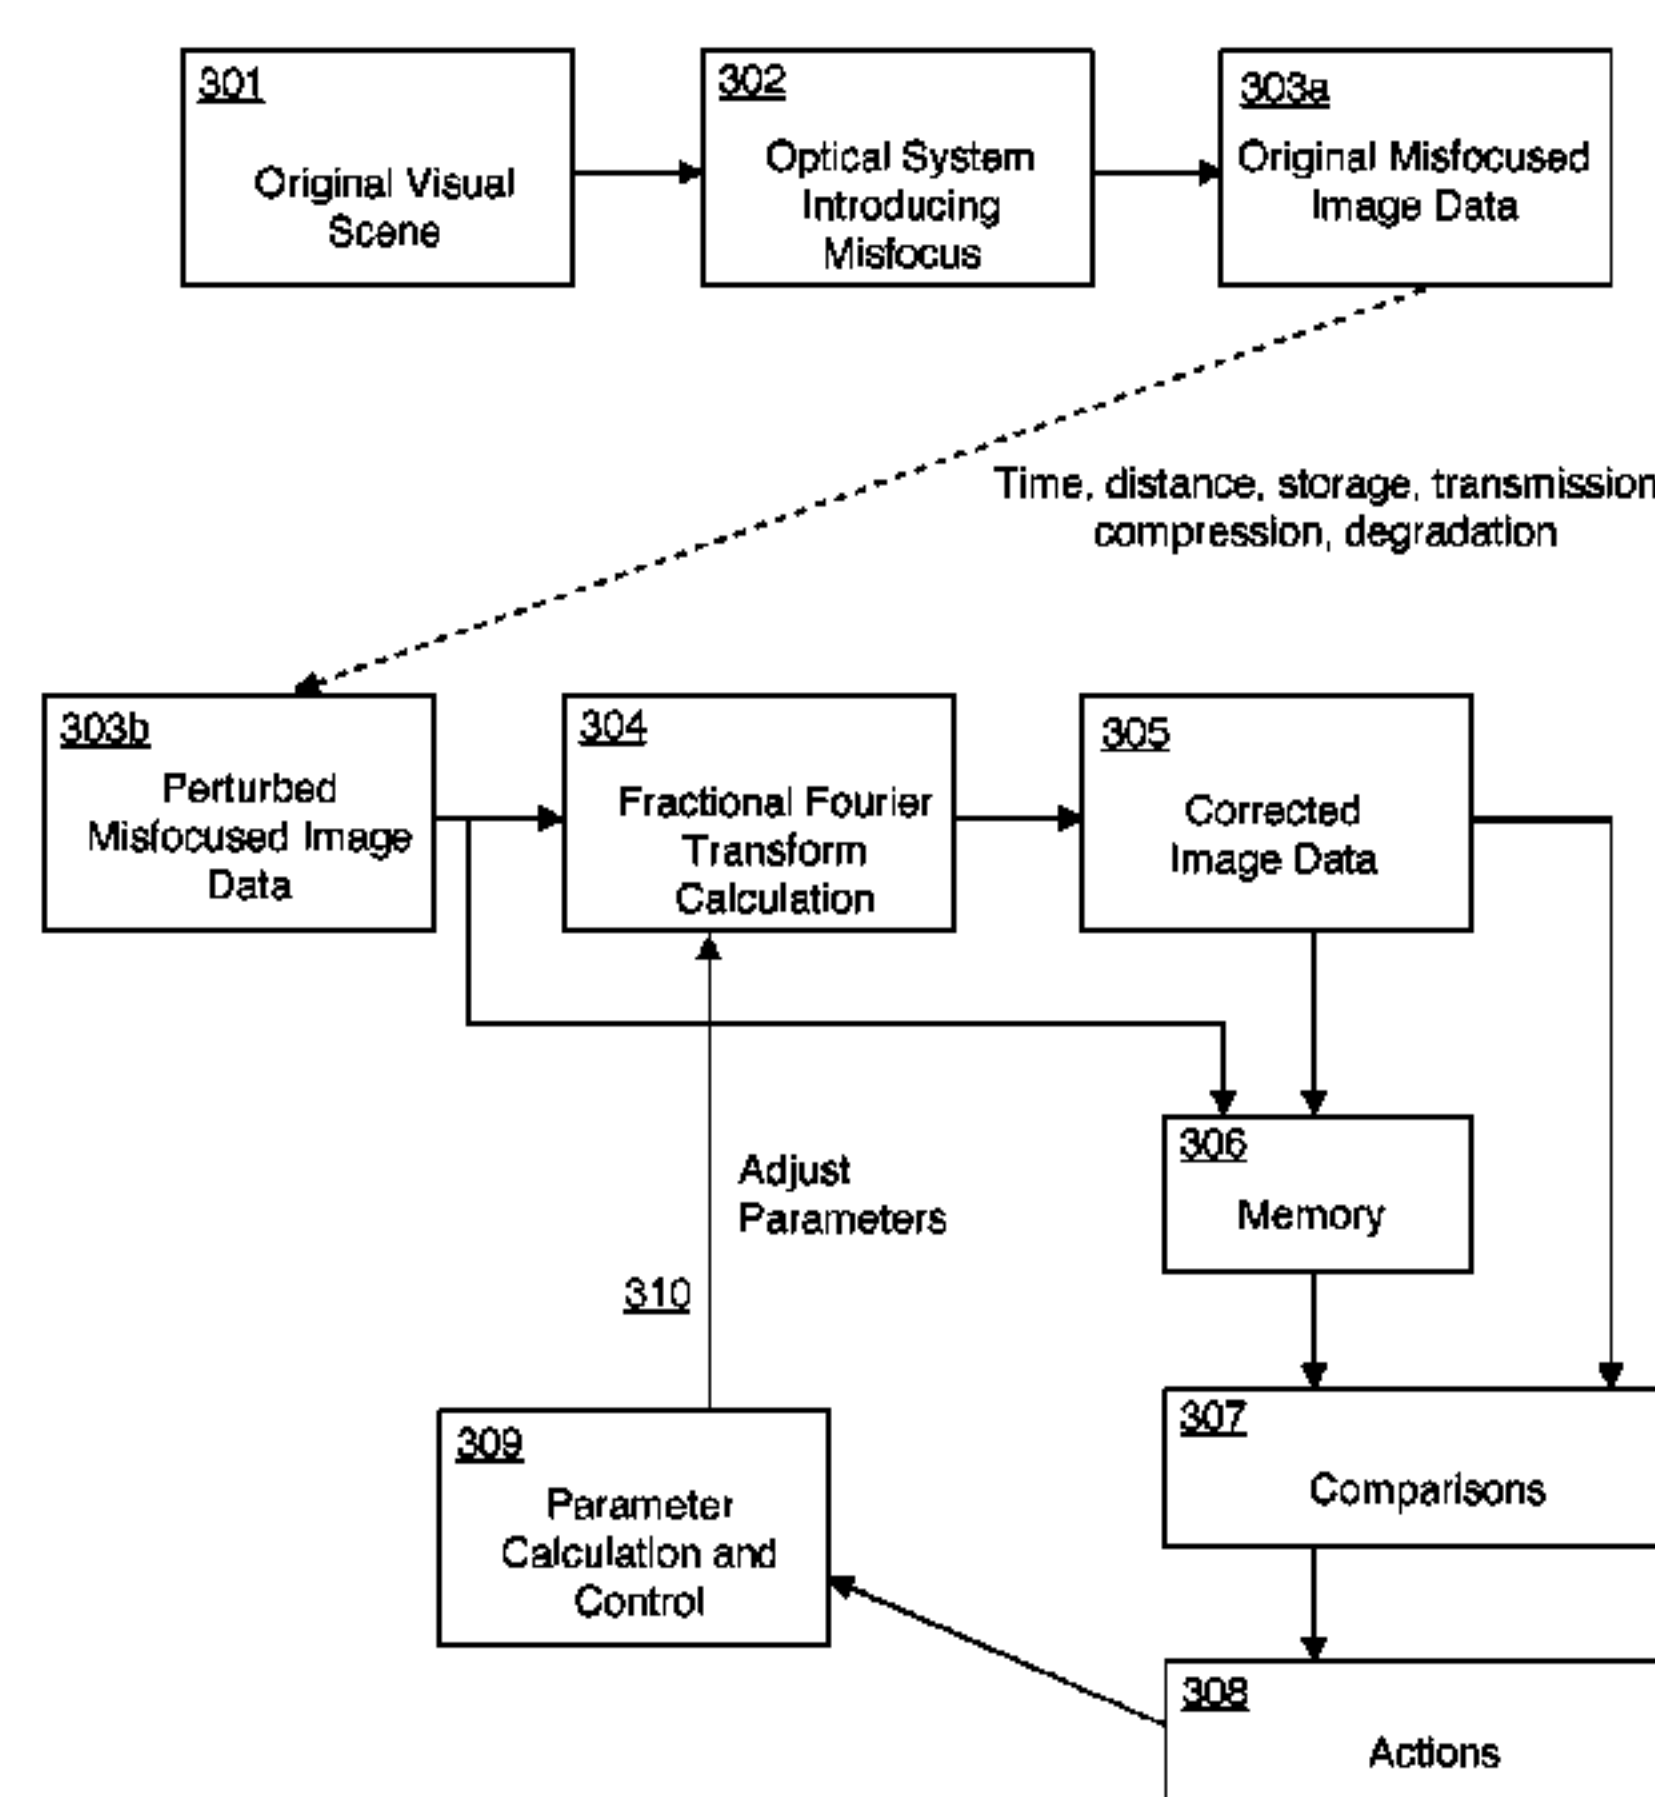 301
Original Visual
Scene
302
Optical System
Introducing
Misfocus
303a
Original Misfocused
Image Data
Time, distance, storage, transmission
compression, degradation
303b
Perturbed
Misfocused Image
Data
304
Fractional Fourier
Transform
Calculation
305
Corrected
Image Data
306
Memory
Adjust
Parameters
310
307
Comparisons
309
Parameter
Calculation and
Control
308
Actions